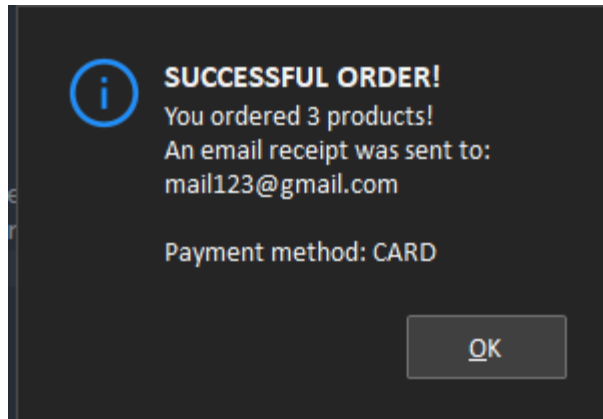 SUCCESSFUL ORDER!
You ordered 3 products!
An email receipt was sent to:
mail123@gmail.com
Payment method: CARD
OK